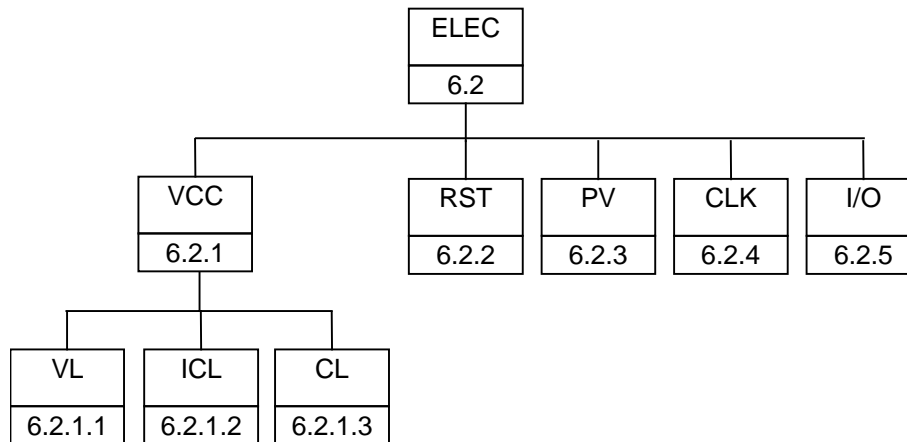 ELEC
6.2
VCC
6.2.1
RST
6.2.2
PV
6.2.3
CLK
6.2.4
I/O
6.2.5
VL
6.2.1.1
ICL
6.2.1.2
CL
6.2.1.3